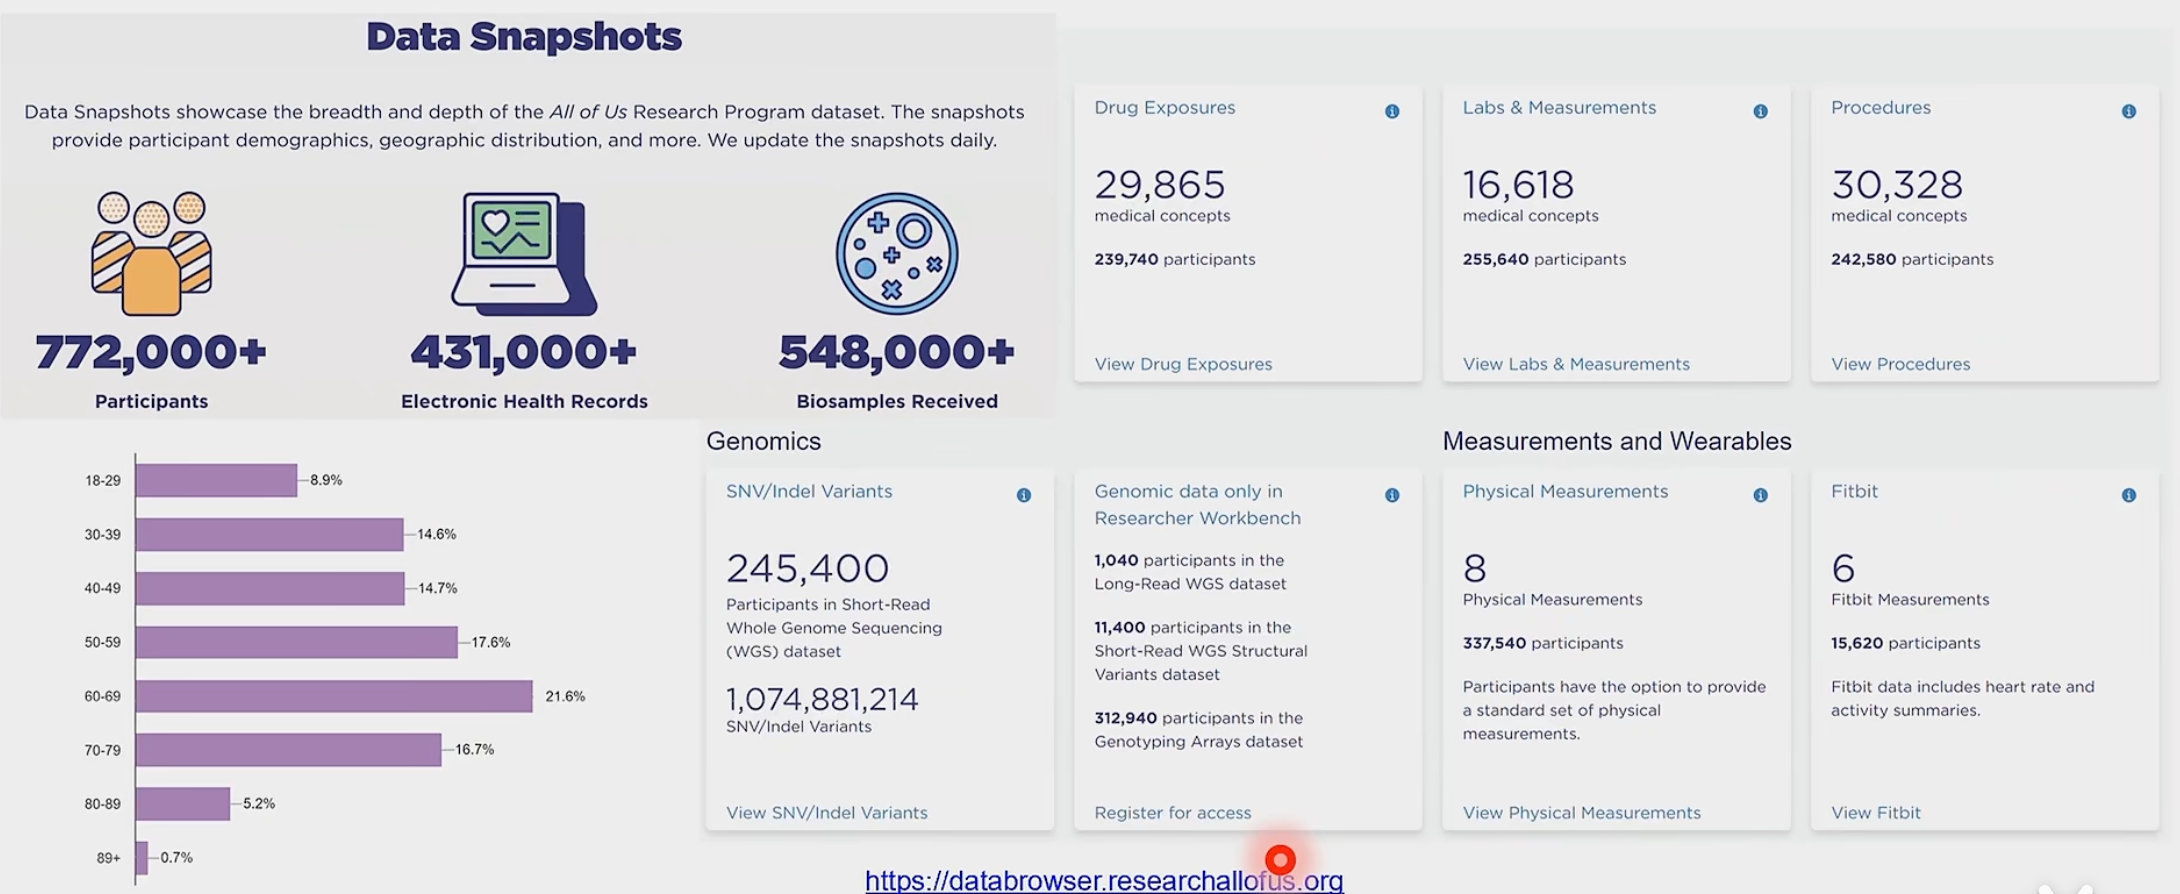 Data Snapshots
Data Snapshots showcase the breadth and depth of the All of Us Research Program dataset. The snapshots
provide participant demographics, geographic distribution, and more. We update the snapshots daily.
772,000+
Participants
431,000+
Electronic Health Records
548,000+
Biosamples Received
Drug Exposures
29,865
medical concepts
239,740 participants
View Drug Exposures
Labs & Measurements
16,618
medical concepts
255,640 participants
View Labs & Measurements
Procedures
30,328
medical concepts
242,580 participants
View Procedures
18-29 8.9%
30-39 14.6%
40-49 14.7%
50-59 17.6%
60-69 21.6%
70-79 16.7%
80-89 5.2%
89+ 0.7%
Genomics
SNV/Indel Variants
245,400
Participants in Short-Read
Whole Genome Sequencing
(WGS) dataset
1,074,881,214
SNV/Indel Variants
View SNV/Indel Variants
Genomic data only in
Researcher Workbench
1,040 participants in the
Long-Read WGS dataset
11,400 participants in the
Short-Read WGS Structural
Variants dataset
312,940 participants in the
Genotyping Arrays dataset
Register for access
Measurements and Wearables
Physical Measurements
8
Physical Measurements
337,540 participants
Participants have the option to provide
a standard set of physical
measurements.
View Physical Measurements
Fitbit
6
Fitbit Measurements
15,620 participants
Fitbit data includes heart rate and
activity summaries.
View Fitbit
https://databrowser.researchallofus.org